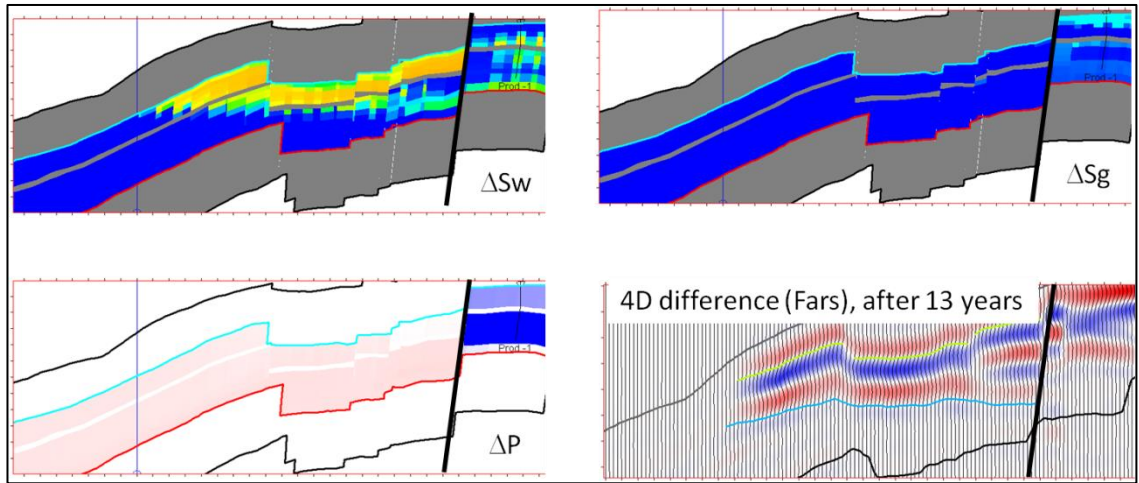 Prod -1
ΔSw
Prod -1
ΔSg
4D difference (Fars), after 13 years
Prod -1
ΔP